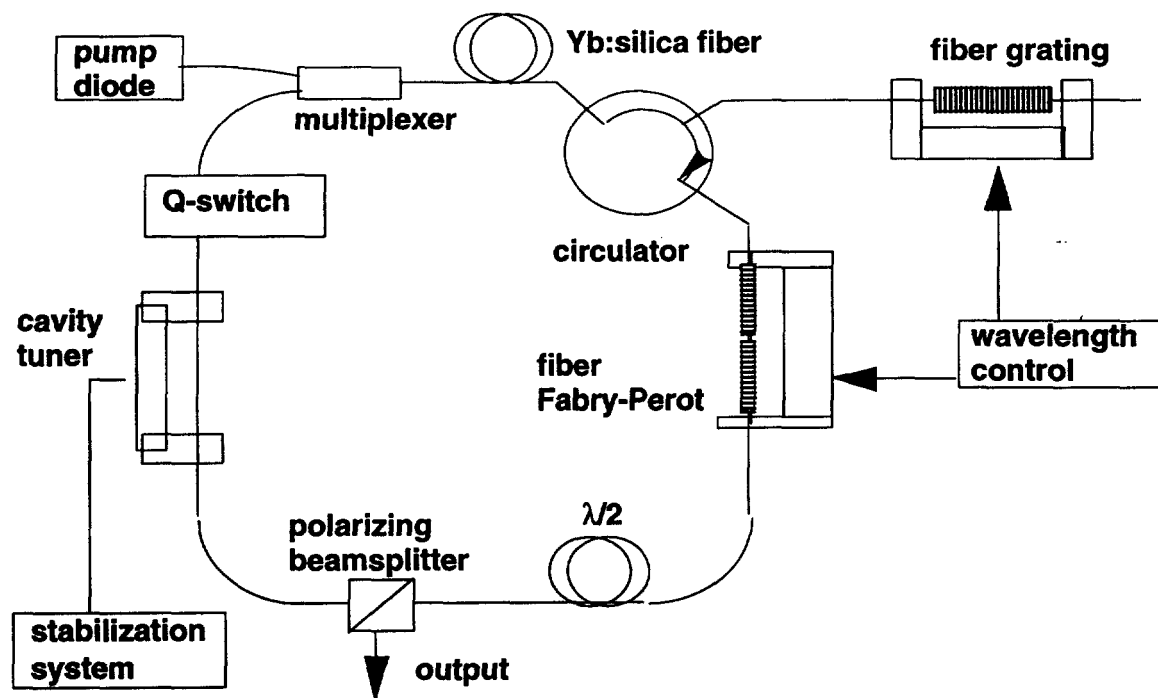 pump
diode
Yb:silica fiber
fiber grating
multiplexer
Q-switch
circulator
cavity
tuner
fiber
Fabry-Perot
wavelength
control
λ/2
polarizing
beamsplitter
stabilization
system
output